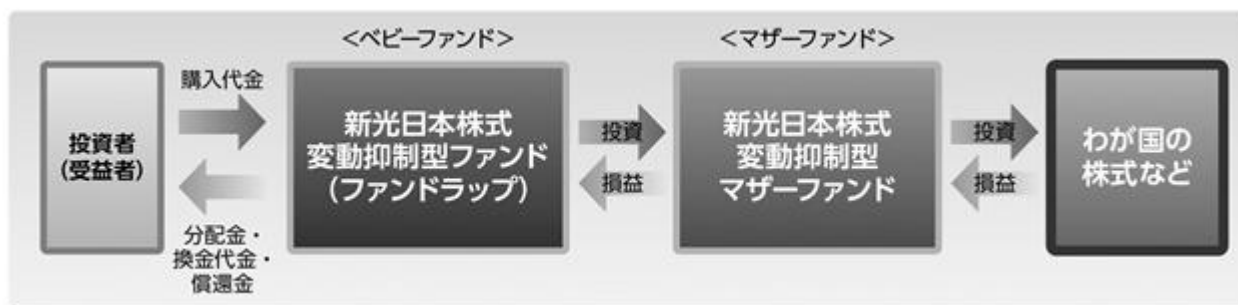 <ベビーファンド>
<マザーファンド>
投資者
(受益者)
購入代金
分配金・
換金代金・
償還金
新光日本株式
変動抑制型ファンド
(ファンドラップ)
投資
損益
新光日本株式
変動抑制型
マザーファンド
投資
損益
わが国の
株式など